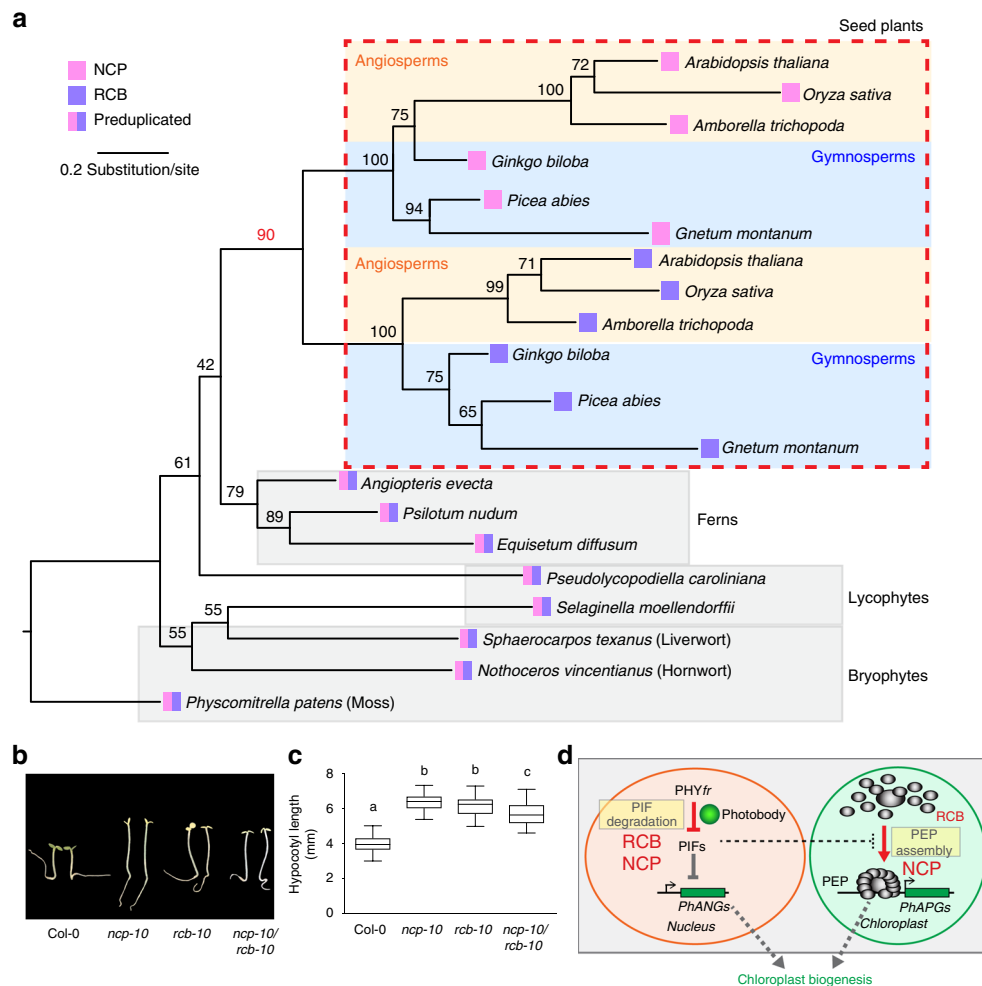 a
Seed plants
NCP
RCB
Preduplicated
0.2 Substitution/site
Angiosperms
72
Arabidopsis thaliana
100
Oryza sativa
75
Amborella trichopoda
100
Ginkgo biloba
Gymnosperms
94
Picea abies
Gnetum montanum
90
Angiosperms
71
Arabidopsis thaliana
99
Oryza sativa
100
Amborella trichopoda
Ginkgo biloba
Gymnosperms
75
Picea abies
65
Gnetum montanum
42
61
79
Angiopteris evecta
89
Psilotum nudum
Ferns
Equisetum diffusum
Pseudolycopodiella caroliniana
Lycophytes
55
Selaginella moellendorffii
55
Sphaerocarpos texanus (Liverwort)
Nothoceros vincentianus (Hornwort)
Bryophytes
Physcomitrella patens (Moss)
b
Col-0
ncp-10
rcb-10
ncp-10/
rcb-10
c
Hypocotyl length
(mm)
8
6
4
2
0
a
b
b
c
Col-0
ncp-10
rcb-10
ncp-10/
rcb-10
d
PHYfr
PIF
degradation
Photobody
RCB
NCP
PIFs
PhANGs
Nucleus
RCB
PEP
assembly
NCP
PEP
PhAPGs
Chloroplast
Chloroplast biogenesis